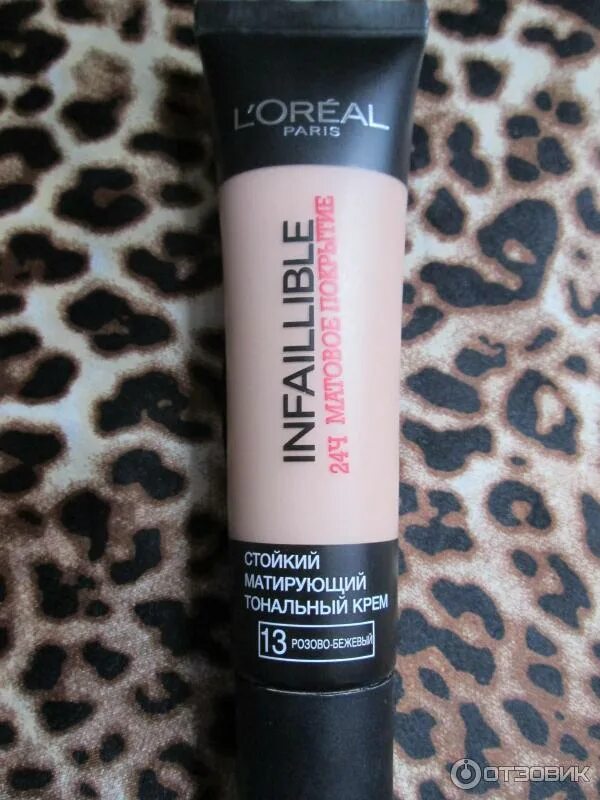 L'ORÉAL
PARIS
INFAILLIBLE
24Ч МАТОВОЕ ПОКРЫТИЕ
СТОЙКИЙ
МАТИРУЮЩИЙ
ТОНАЛЬНЫЙ КРЕМ
13 РОЗОВО-БЕЖЕВЫЙ
ОТЗОВИК